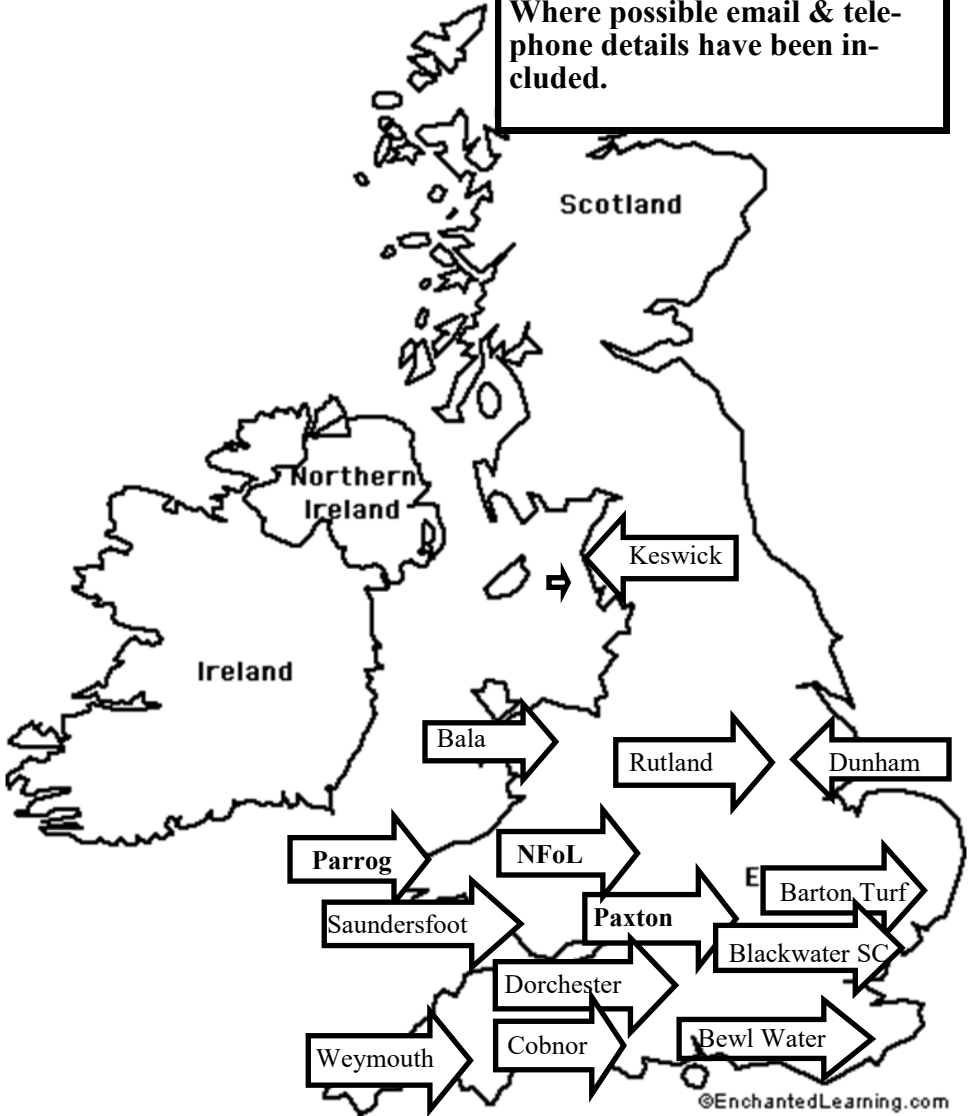 Where possible email & tele-
phone details have been in-
cluded.
Scotland
Northern
Ireland
Keswick
Ireland
Bala
Rutland
Dunham
Parrog
NFoL
E
Barton Turf
Saundersfoot
Paxton
Blackwater SC
Dorchester
Weymouth
Cobnor
Bewl Water
©EnchantedLearning.com